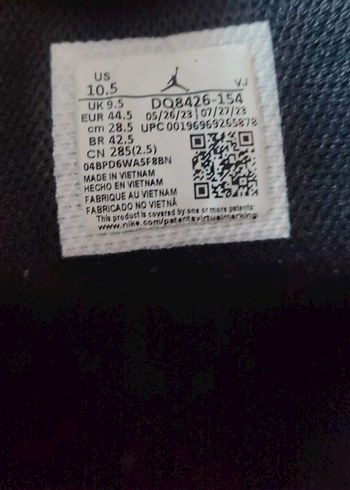 US
10.5
VJ
UK 9.5
EUR 44.5
cm 28.5
BR 42.5
CN 285(2.5)
DQ8426-154
05/26/23 07/27/23
UPC 00196969265878
04BPD6WA5F8BN
MADE IN VIETNAM
HECHO EN VIETNAM
FABRIQUE AU VIETNAM
FABRICADO NO VIETNÃ
This product is covered by one or more patents:
www.nike.com/patentsvirtualmarking